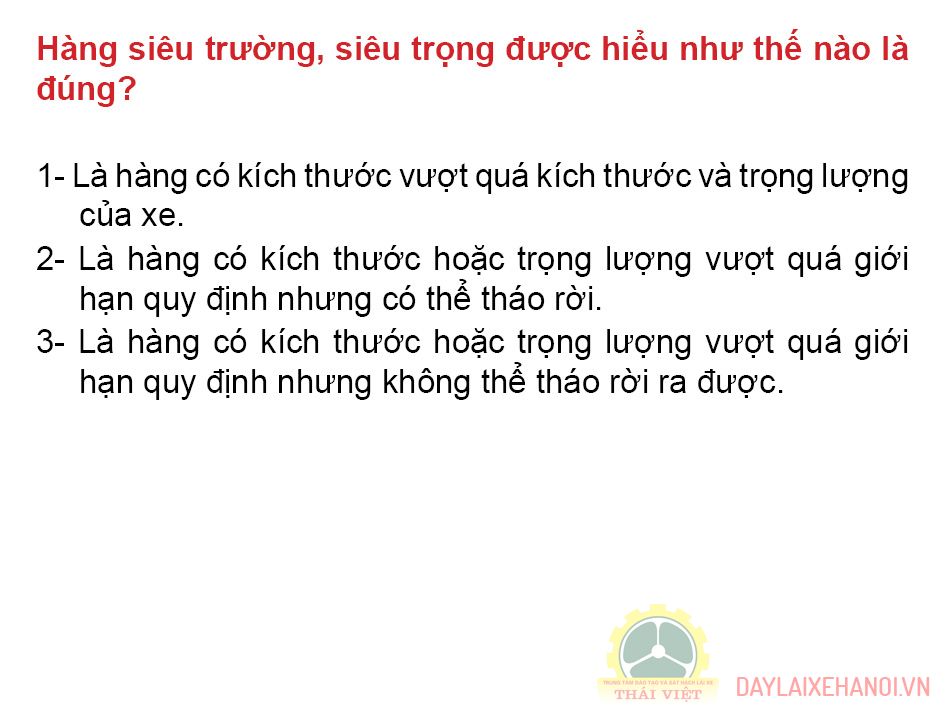 Hàng siêu trường, siêu trọng được hiểu như thế nào là
đúng?
1- Là hàng có kích thước vượt quá kích thước và trọng lượng
của xe.
2- Là hàng có kích thước hoặc trọng lượng vượt quá giới
hạn quy định nhưng có thể tháo rời.
3- Là hàng có kích thước hoặc trọng lượng vượt quá giới
hạn quy định nhưng không thể tháo rời ra được.
TRUNG TÂM ĐÀO TẠO VÀ SÁT HẠCH LÁI XE
THÁI VIỆT
DAYLAIXEHANOI.VN